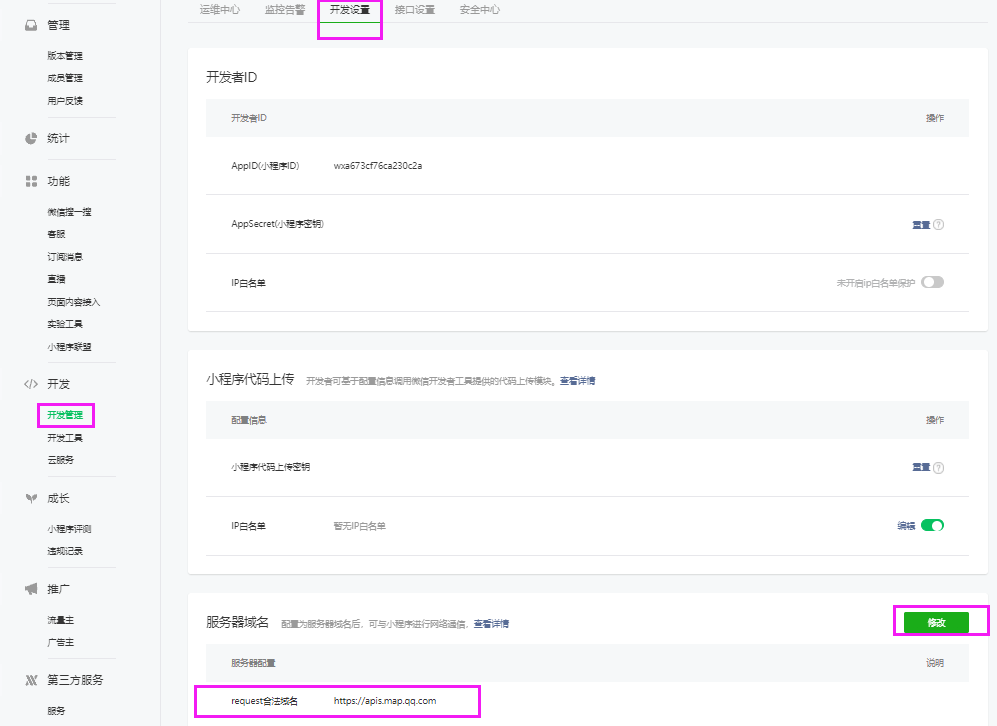 运维中心 监控告警 开发设置 接口设置 安全中心
管理
版本管理
成员管理
用户反馈
统计
功能
微信搜一搜
客服
订阅消息
直播
页面内容接入
实验工具
小程序联盟
</> 开发
开发管理
开发工具
云服务
成长
小程序评测
违规记录
推广
流量主
广告主
第三方服务
服务
开发者ID
开发者ID 操作
AppID(小程序ID) wxa673cf76ca230c2a
AppSecret(小程序密钥) 重置 ?
IP白名单 未开启ip白名单保护
小程序代码上传 开发者可基于配置信息调用微信开发者工具提供的代码上传模块。查看详情
配置信息 操作
小程序代码上传密钥 重置 ?
IP白名单 暂无IP白名单 编辑
服务器域名 配置为服务器域名后，可与小程序进行网络通信，查看详情 修改
服务器配置 说明
request合法域名 https://apis.map.qq.com